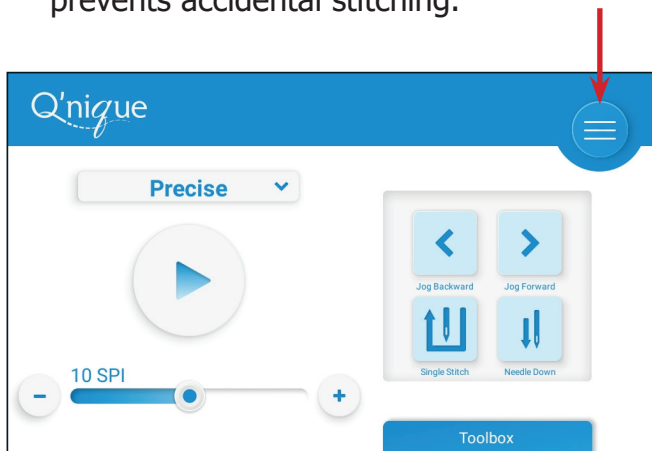 prevents accidental stitching.
Q'nique
Precise
Jog Backward
Jog Forward
10 SPI
Single Stitch
Needle Down
Toolbox